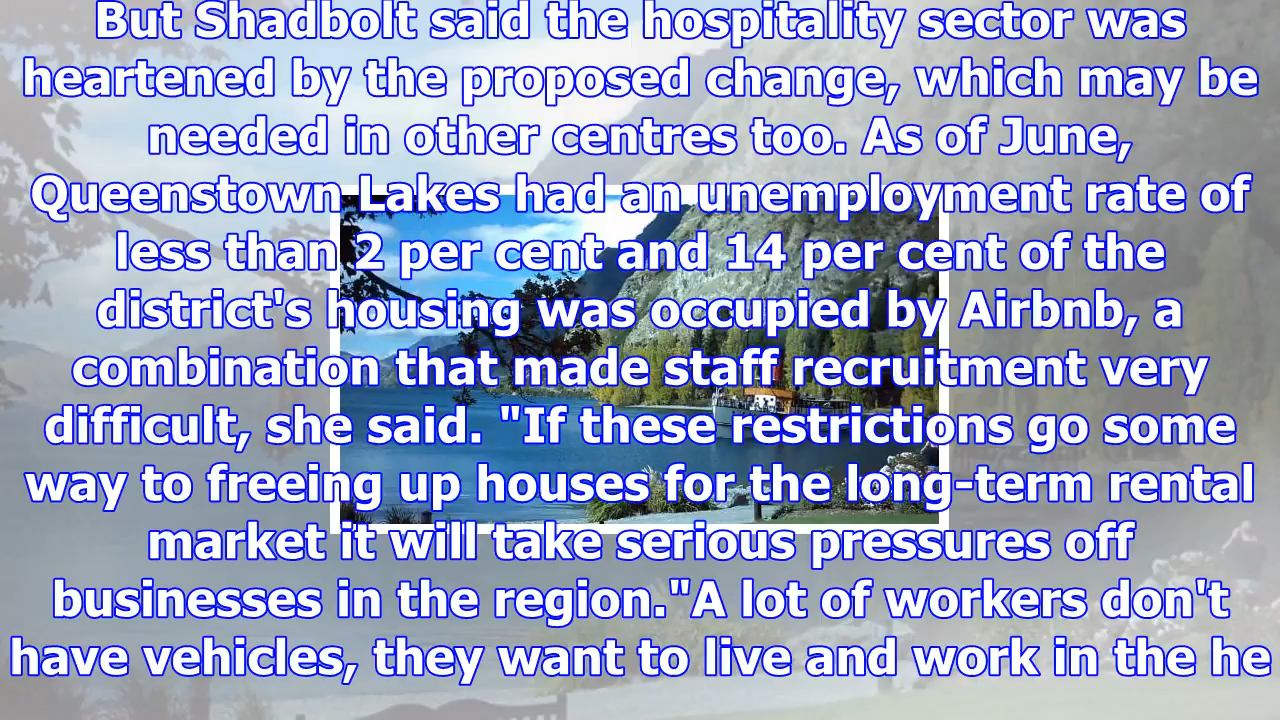 But Shadbolt said the hospitality sector was
heartened by the proposed change, which may be
needed in other centres too. As of June,
Queenstown Lakes had an unemployment rate of
less than 2 per cent and 14 per cent of the
district's housing was occupied by Airbnb, a
combination that made staff recruitment very
difficult, she said. "If these restrictions go some
way to freeing up houses for the long-term rental
market it will take serious pressures off
businesses in the region."A lot of workers don't
have vehicles, they want to live and work in the he